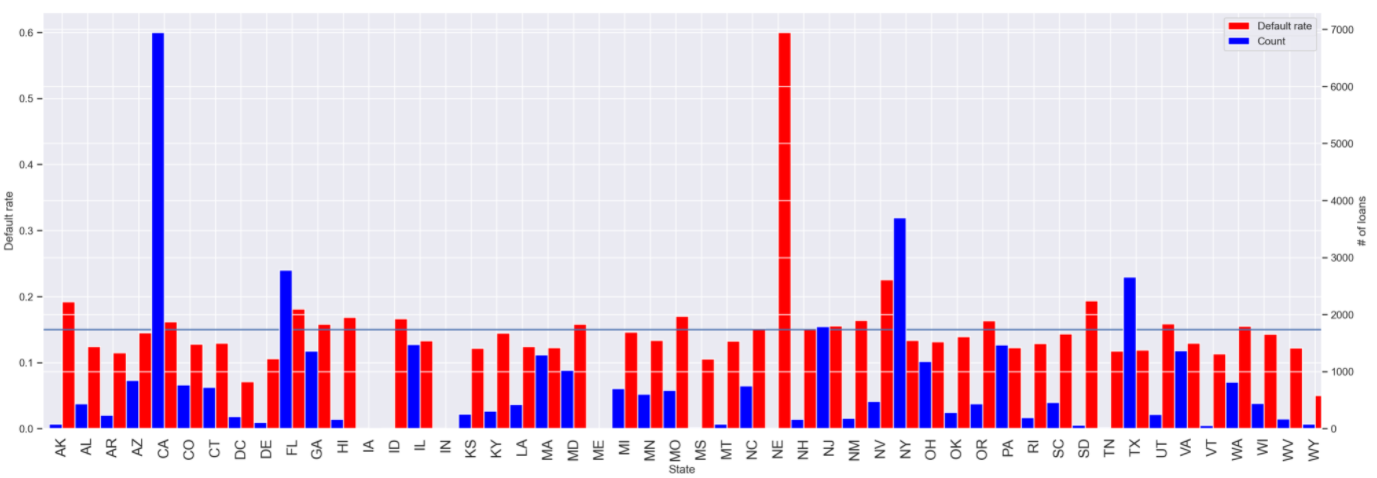 Default rate
Count
0.6
0.5
0.4
0.3
0.2
0.1
0.0
Default rate
7000
6000
5000
4000
3000
2000
1000
0
# of loans
AK AL AR AZ CA CO CT DC DE FL GA HI IA ID IL IN KS KY LA MA MD ME MI MN MO MS MT NC NE NH NJ NM NV NY OH OK OR PA RI SC SD TN TX UT VA VT WA WI WV WY
State